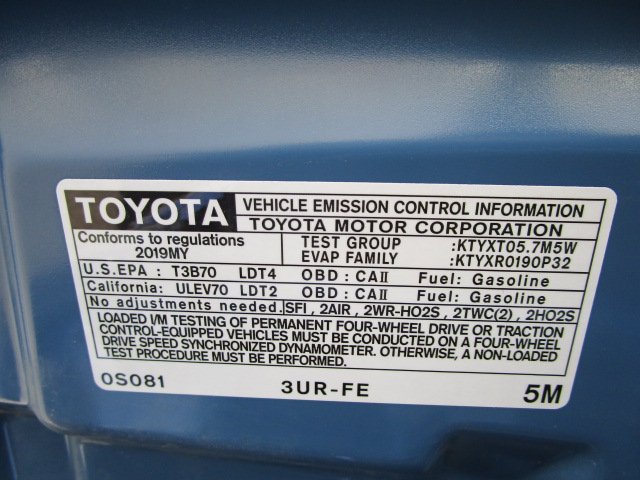 TOYOTA
VEHICLE EMISSION CONTROL INFORMATION
TOYOTA MOTOR CORPORATION
Conforms to regulations
2019MY
TEST GROUP :KTYXT05.7M5W
EVAP FAMILY :KTYXR0190P32
U.S.EPA : T3B70 LDT4 OBD : CAⅡ Fuel: Gasoline
California: ULEV70 LDT2 OBD : CAⅡ Fuel: Gasoline
No adjustments needed. SFI , 2AIR , 2WR-HO2S , 2TWC(2) , 2HO2S
LOADED I/M TESTING OF PERMANENT FOUR-WHEEL DRIVE OR TRACTION
CONTROL-EQUIPPED VEHICLES MUST BE CONDUCTED ON A FOUR-WHEEL
DRIVE SPEED SYNCHRONIZED DYNAMOMETER. OTHERWISE, A NON-LOADED
TEST PROCEDURE MUST BE PERFORMED.
0S081 3UR-FE 5M